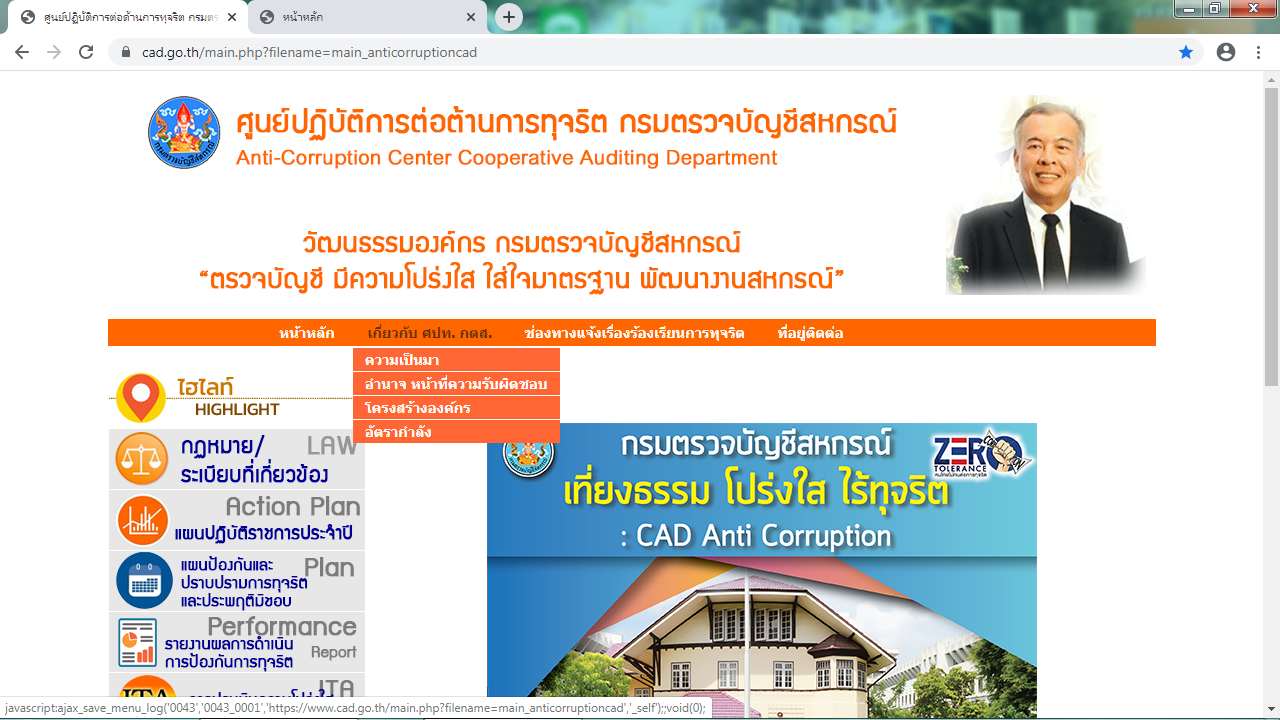 ศูนย์ปฏิบัติการต่อต้านการทุจริต กรมตร
หน้าหลัก
cad.go.th/main.php?filename=main_anticorruptioncad
ศูนย์ปฏิบัติการต่อต้านการทุจริต กรมตรวจบัญชีสหกรณ์
Anti-Corruption Center Cooperative Auditing Department
วัฒนธรรมองค์กร กรมตรวจบัญชีสหกรณ์
“ตรวจบัญชี มีความโปร่งใส ใส่ใจมาตรฐาน พัฒนางานสหกรณ์”
หน้าหลัก เกี่ยวกับ ศปท. กตส. ช่องทางแจ้งเรื่องร้องเรียนการทุจริต ที่อยู่ติดต่อ
ความเป็นมา
อำนาจ หน้าที่ความรับผิดชอบ
โครงสร้างองค์กร
อัตรากำลัง
ไฮไลท์
HIGHLIGHT
กฎหมาย/ LAW
ระเบียบที่เกี่ยวข้อง
Action Plan
แผนปฏิบัติราชการประจำปี
แผนป้องกันและ Plan
ปราบปรามการทุจริต
และประพฤติมิชอบ
Performance
รายงานผลการดำเนิน
การป้องกันการทุจริต Report
ITA ITA
กรมตรวจบัญชีสหกรณ์
ZERO
TOLERANCE
เที่ยงธรรม โปร่งใส ไร้ทุจริต
: CAD Anti Corruption
javascript:ajax_save_menu_log('0043','0043_0001','https://www.cad.go.th/main.php?filename=main_anticorruptioncad','_self');;void(0);